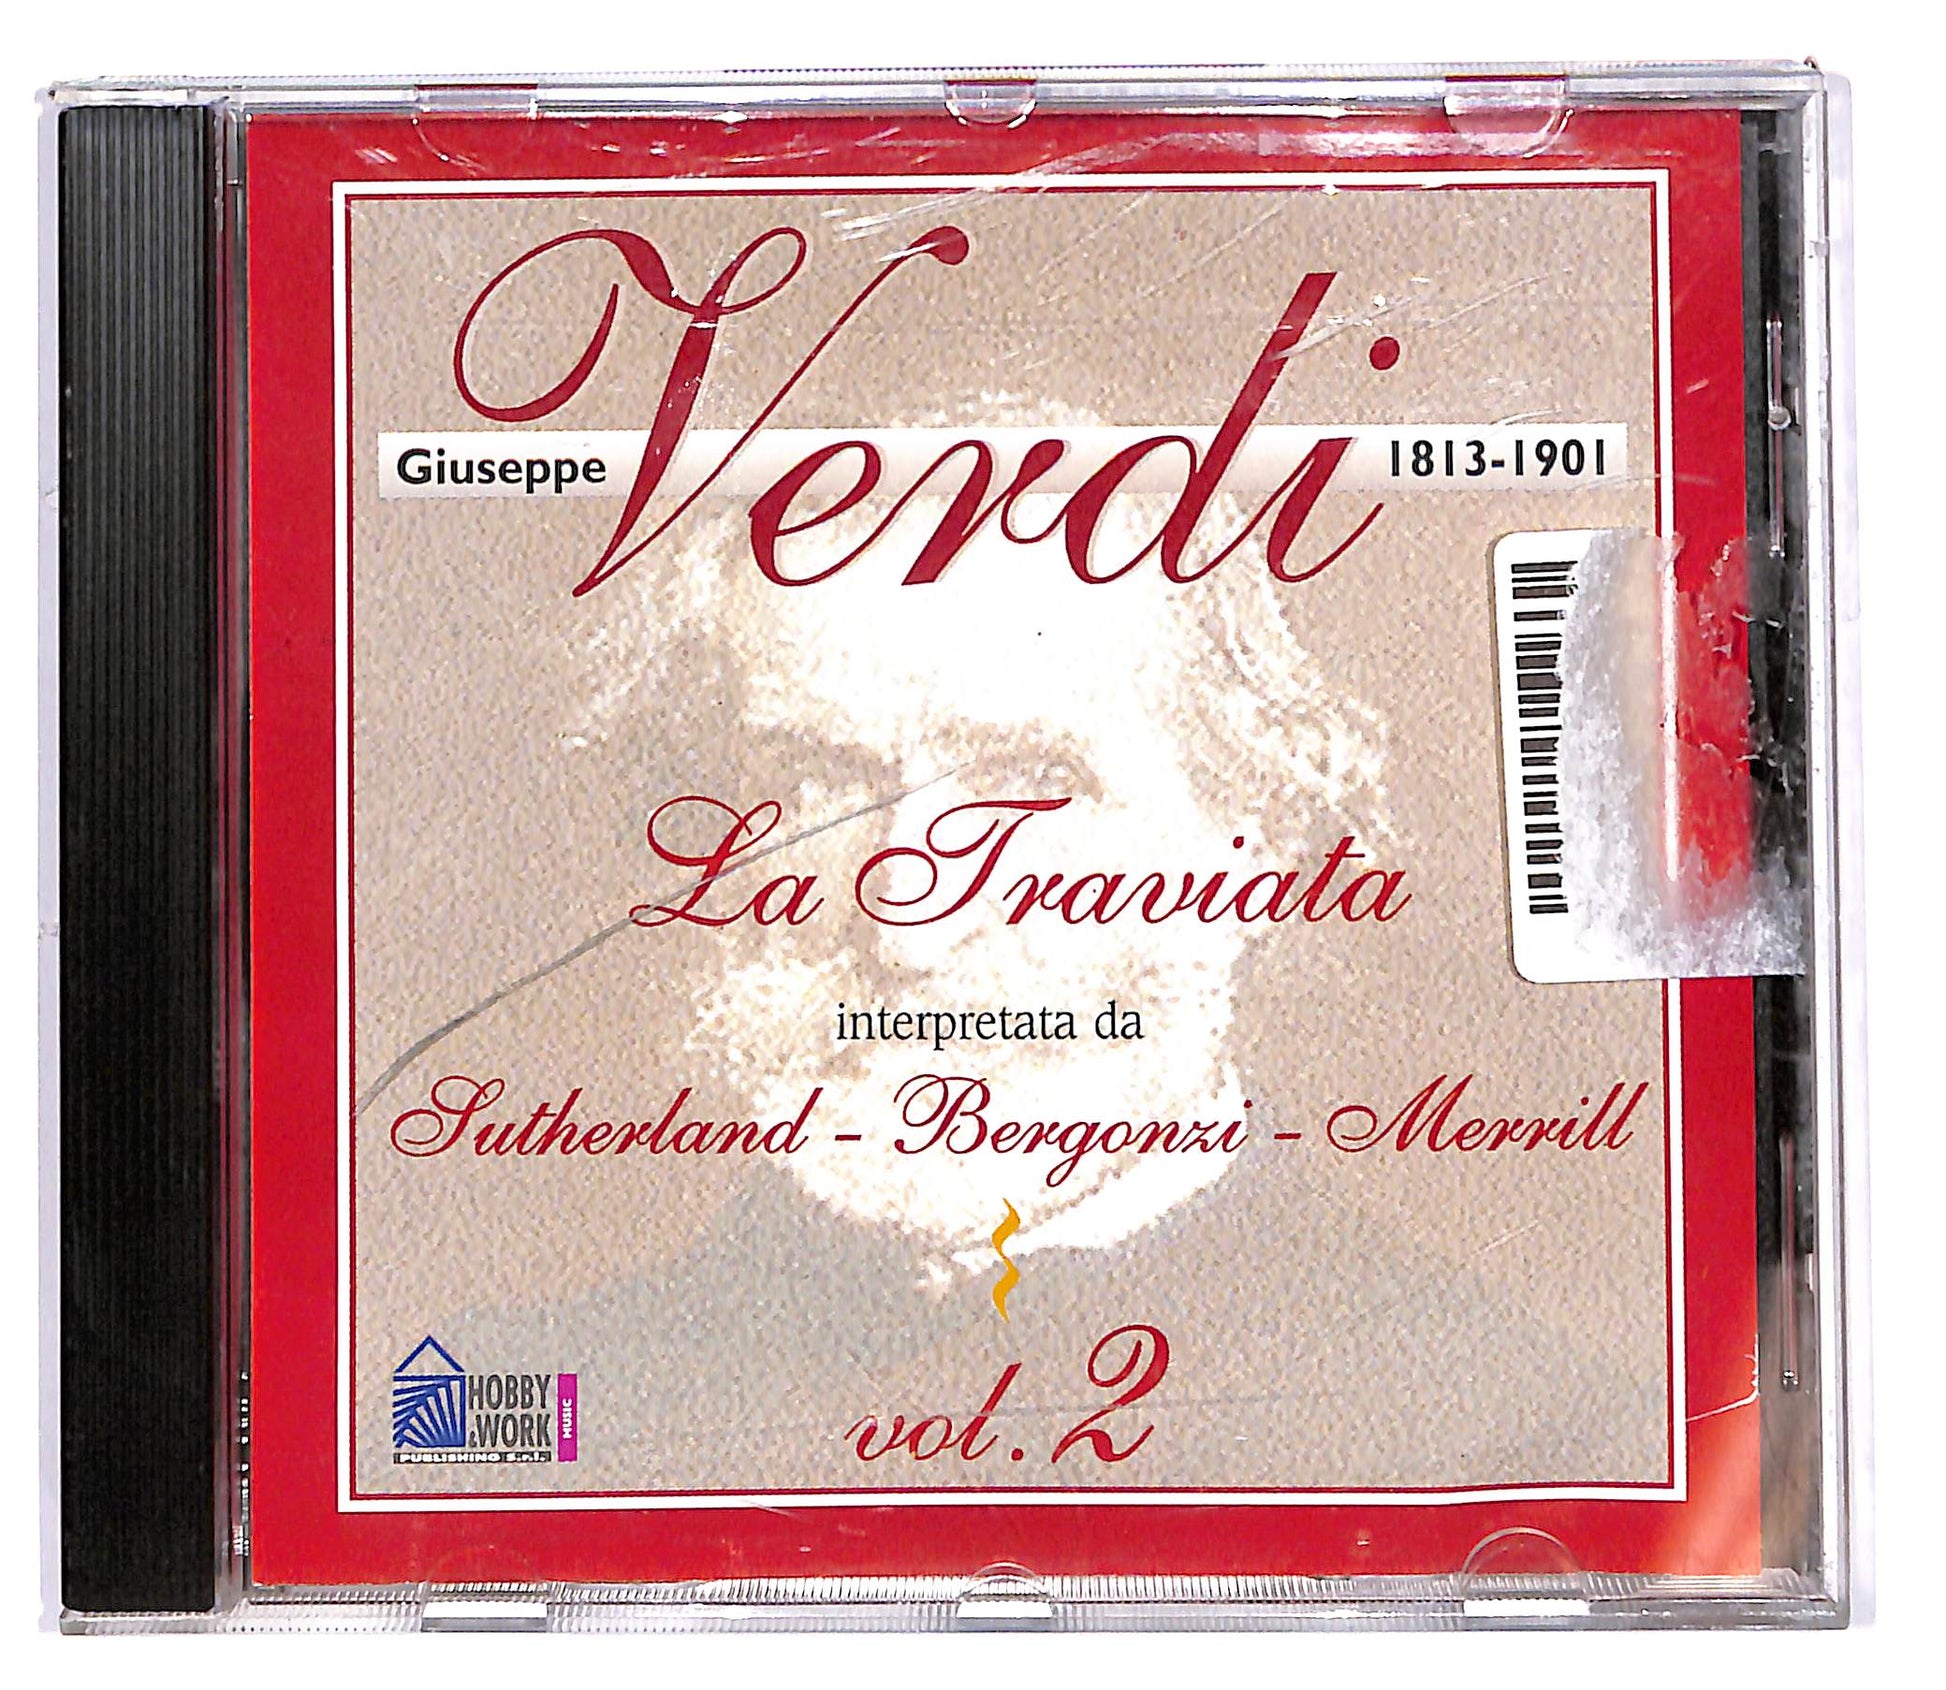 Giuseppe Verdi 1813-1901
La Traviata
interpretata da
Sutherland - Bergonzi - Merrill
vol. 2
HOBBY
&WORK
PUBLISHING S.r.l.
MUSIC